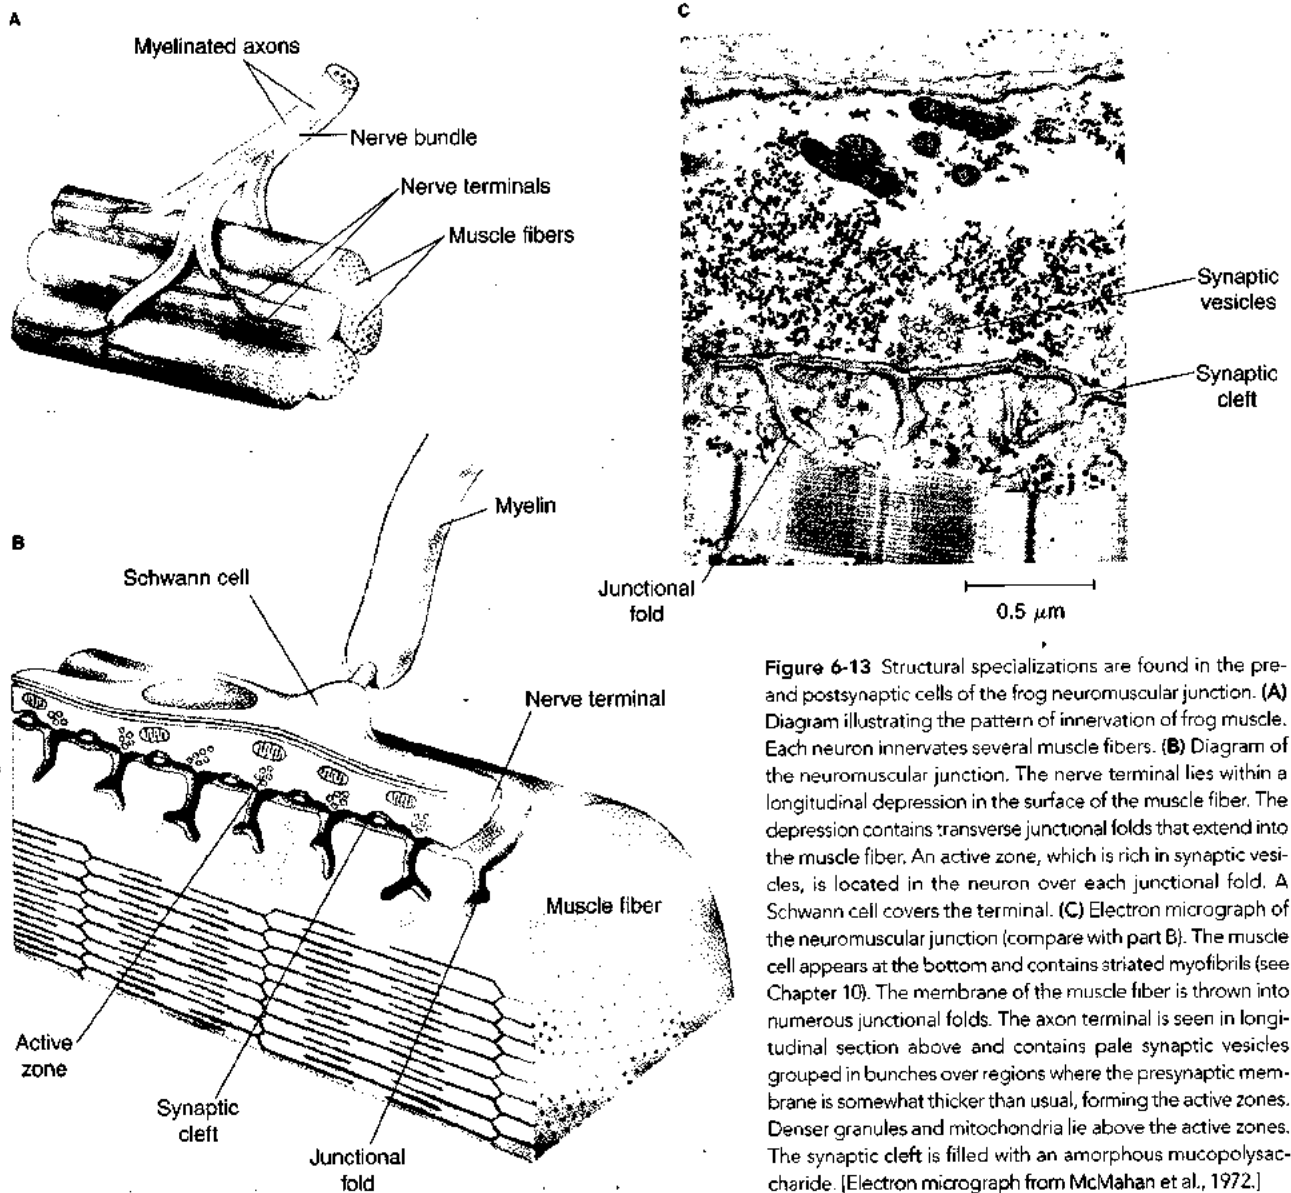 A
Myelinated axons
Nerve bundle
Nerve terminals
Muscle fibers
B
Schwann cell
Myelin
Nerve terminal
Muscle fiber
Active
zone
Synaptic
cleft
Junctional
fold
C
Synaptic
vesicles
Synaptic
cleft
Junctional
fold
0.5 μm
Figure 6-13 Structural specializations are found in the pre-
and postsynaptic cells of the frog neuromuscular junction. (A)
Diagram illustrating the pattern of innervation of frog muscle.
Each neuron innervates several muscle fibers. (B) Diagram of
the neuromuscular junction. The nerve terminal lies within a
longitudinal depression in the surface of the muscle fiber. The
depression contains transverse junctional folds that extend into
the muscle fiber. An active zone, which is rich in synaptic vesi-
cles, is located in the neuron over each junctional fold. A
Schwann cell covers the terminal. (C) Electron micrograph of
the neuromuscular junction (compare with part B). The muscle
cell appears at the bottom and contains striated myofibrils (see
Chapter 10). The membrane of the muscle fiber is thrown into
numerous junctional folds. The axon terminal is seen in longi-
tudinal section above and contains pale synaptic vesicles
grouped in bunches over regions where the presynaptic mem-
brane is somewhat thicker than usual, forming the active zones.
Denser granules and mitochondria lie above the active zones.
The synaptic cleft is filled with an amorphous mucopolysac-
charide. [Electron micrograph from McMahan et al., 1972.]